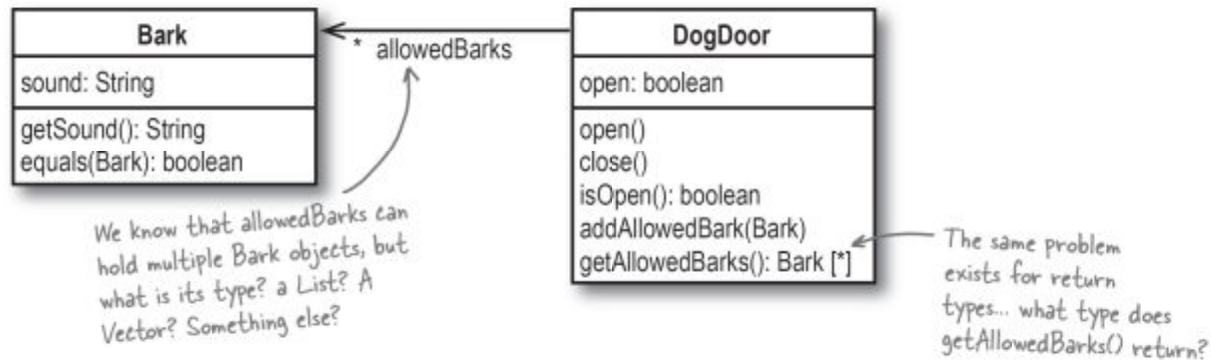 Bark
sound: String
getSound(): String
equals(Bark): boolean
* allowedBarks
DogDoor
open: boolean
open()
close()
isOpen(): boolean
addAllowedBark(Bark)
getAllowedBarks(): Bark [*]
We know that allowedBarks can
hold multiple Bark objects, but
what is its type? a List? A
Vector? Something else?
The same problem
exists for return
types... what type does
getAllowedBarks() return?